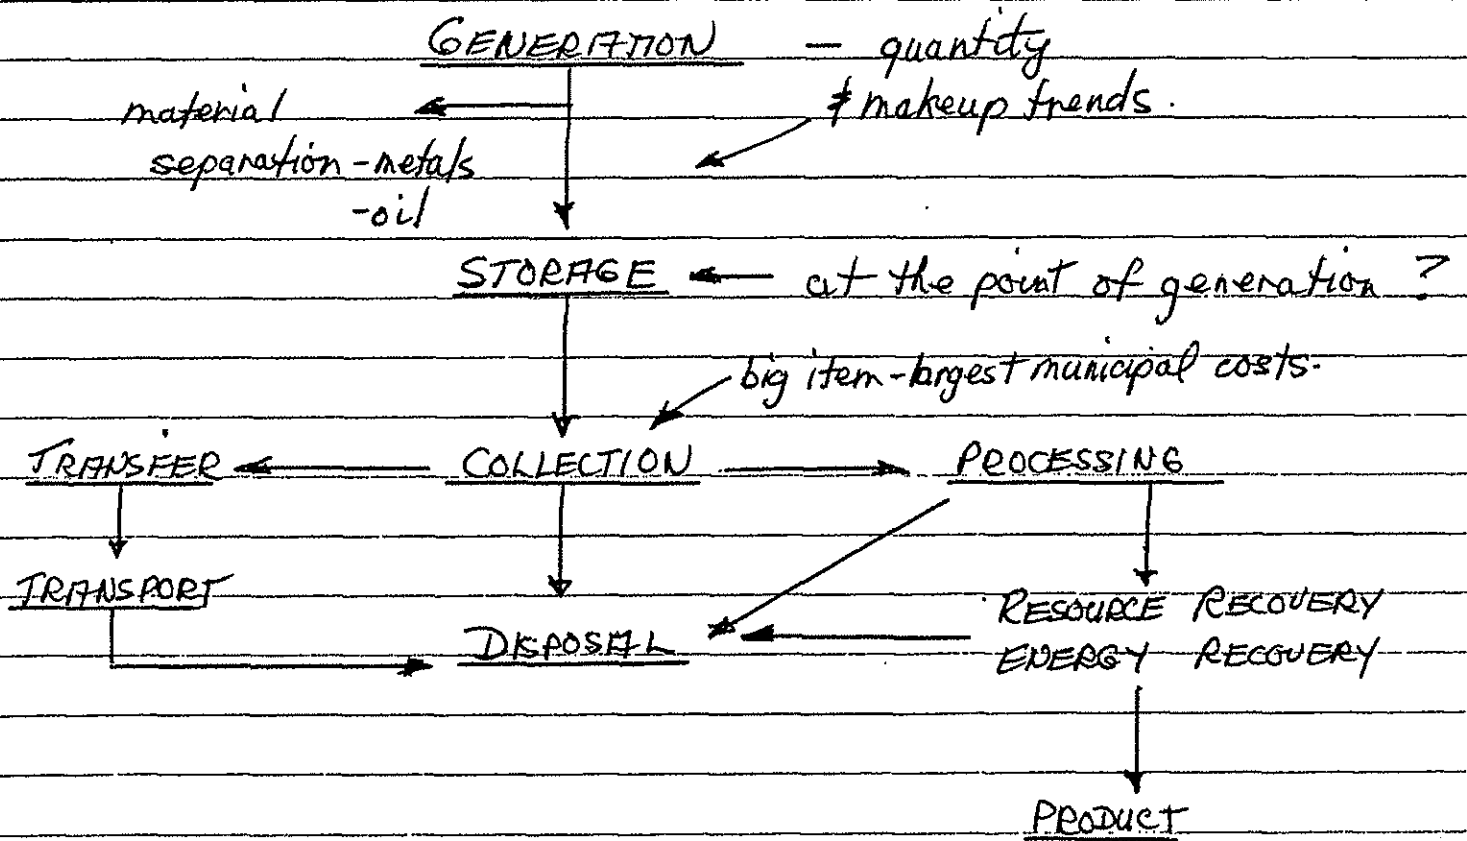 GENERATION - quantity
& makeup trends.
material
separation - metals
- oil
STORAGE at the point of generation ?
big item - largest municipal costs.
TRANSFER COLLECTION PROCESSING
TRANSPORT
RESOURCE RECOVERY
DISPOSAL ENERGY RECOVERY
PRODUCT